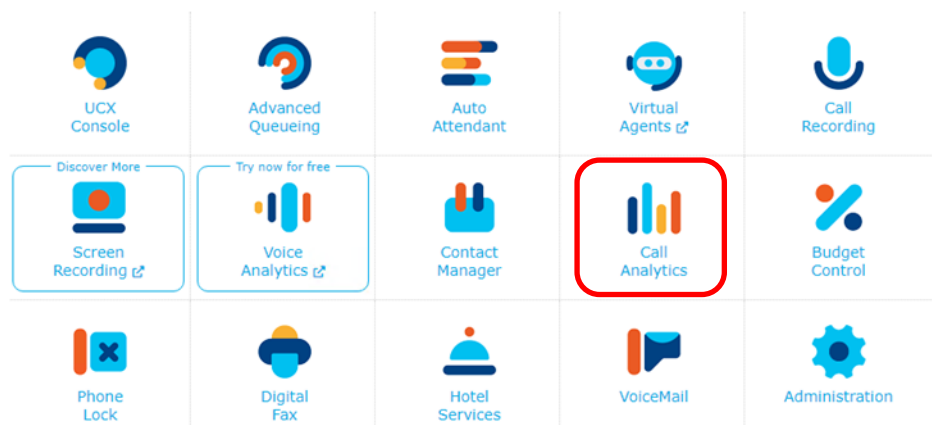 UCX
Console
Advanced
Queueing
Auto
Attendant
Virtual
Agents
Call
Recording
Discover More
Screen
Recording
Try now for free
Voice
Analytics
Contact
Manager
Call
Analytics
Budget
Control
Phone
Lock
Digital
Fax
Hotel
Services
VoiceMail
Administration